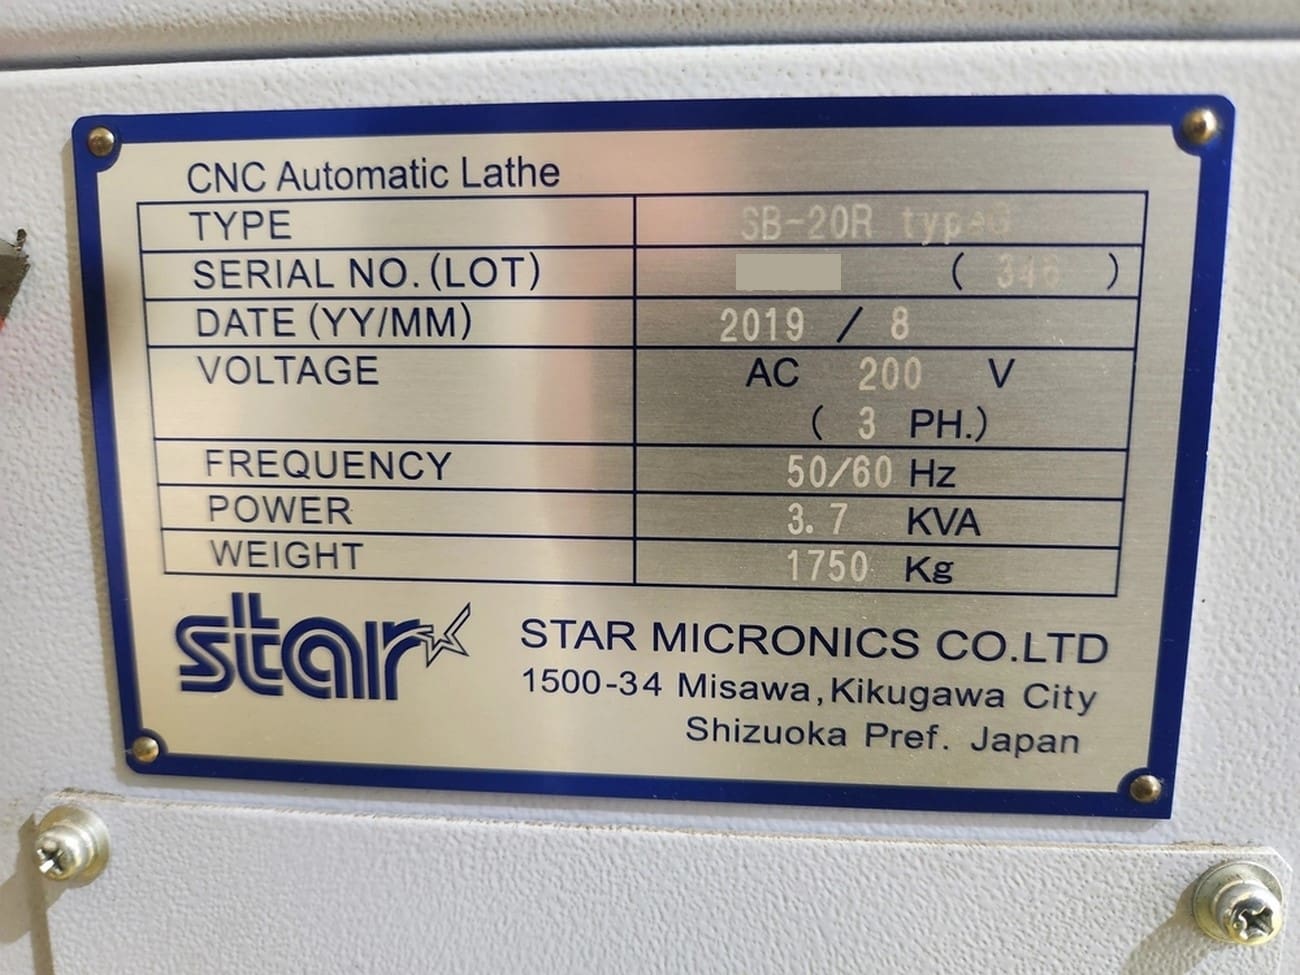 CNC Automatic Lathe
TYPE SB-20R typeG
SERIAL NO. (LOT) ( 346 )
DATE (YY/MM) 2019 / 8
VOLTAGE AC 200 V
( 3 PH.)
FREQUENCY 50/60 Hz
POWER 3.7 KVA
WEIGHT 1750 Kg
star
STAR MICRONICS CO.LTD
1500-34 Misawa,Kikugawa City
Shizuoka Pref. Japan